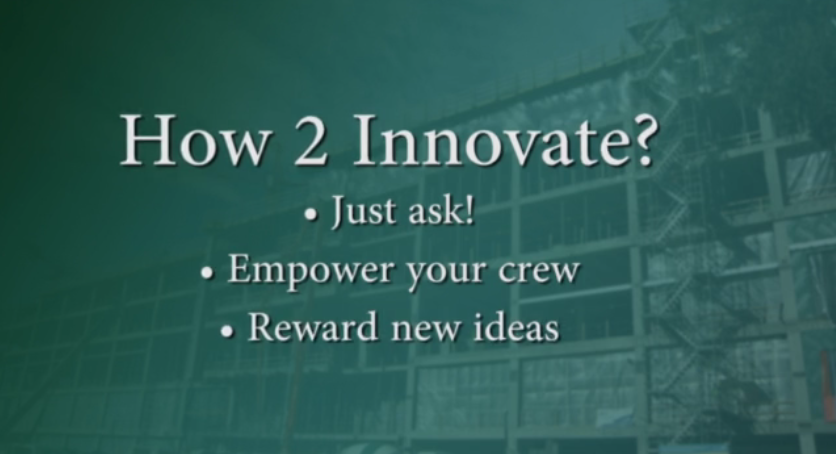 How 2 Innovate?
• Just ask!
• Empower your crew
• Reward new ideas